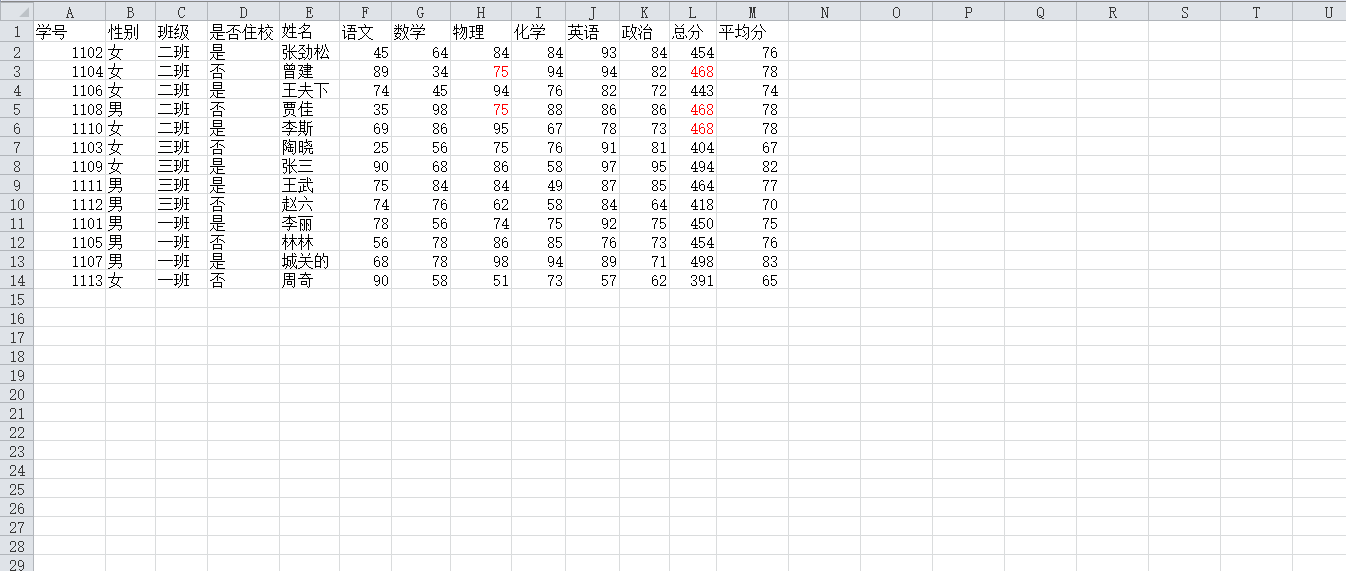 A B C D E F G H I J K L M N O P Q R S T U
1 学号 性别 班级 是否住校 姓名 语文 数学 物理 化学 英语 政治 总分 平均分
2 1102 女 二班 是 张劲松 45 64 84 84 93 84 454 76
3 1104 女 二班 否 曾建 89 34 75 94 94 82 468 78
4 1106 女 二班 是 王夫下 74 45 94 76 82 72 443 74
5 1108 男 二班 否 贾佳 35 98 75 88 86 86 468 78
6 1110 女 二班 是 李斯 69 86 95 67 78 73 468 78
7 1103 女 三班 否 陶晓 25 56 75 76 91 81 404 67
8 1109 女 三班 是 张三 90 68 86 58 97 95 494 82
9 1111 男 三班 是 王武 75 84 84 49 87 85 464 77
10 1112 男 三班 否 赵六 74 76 62 58 84 64 418 70
11 1101 男 一班 是 李丽 78 56 74 75 92 75 450 75
12 1105 男 一班 否 林林 56 78 86 85 76 73 454 76
13 1107 男 一班 是 城关的 68 78 98 94 89 71 498 83
14 1113 女 一班 否 周奇 90 58 51 73 57 62 391 65
15
16
17
18
19
20
21
22
23
24
25
26
27
28
29